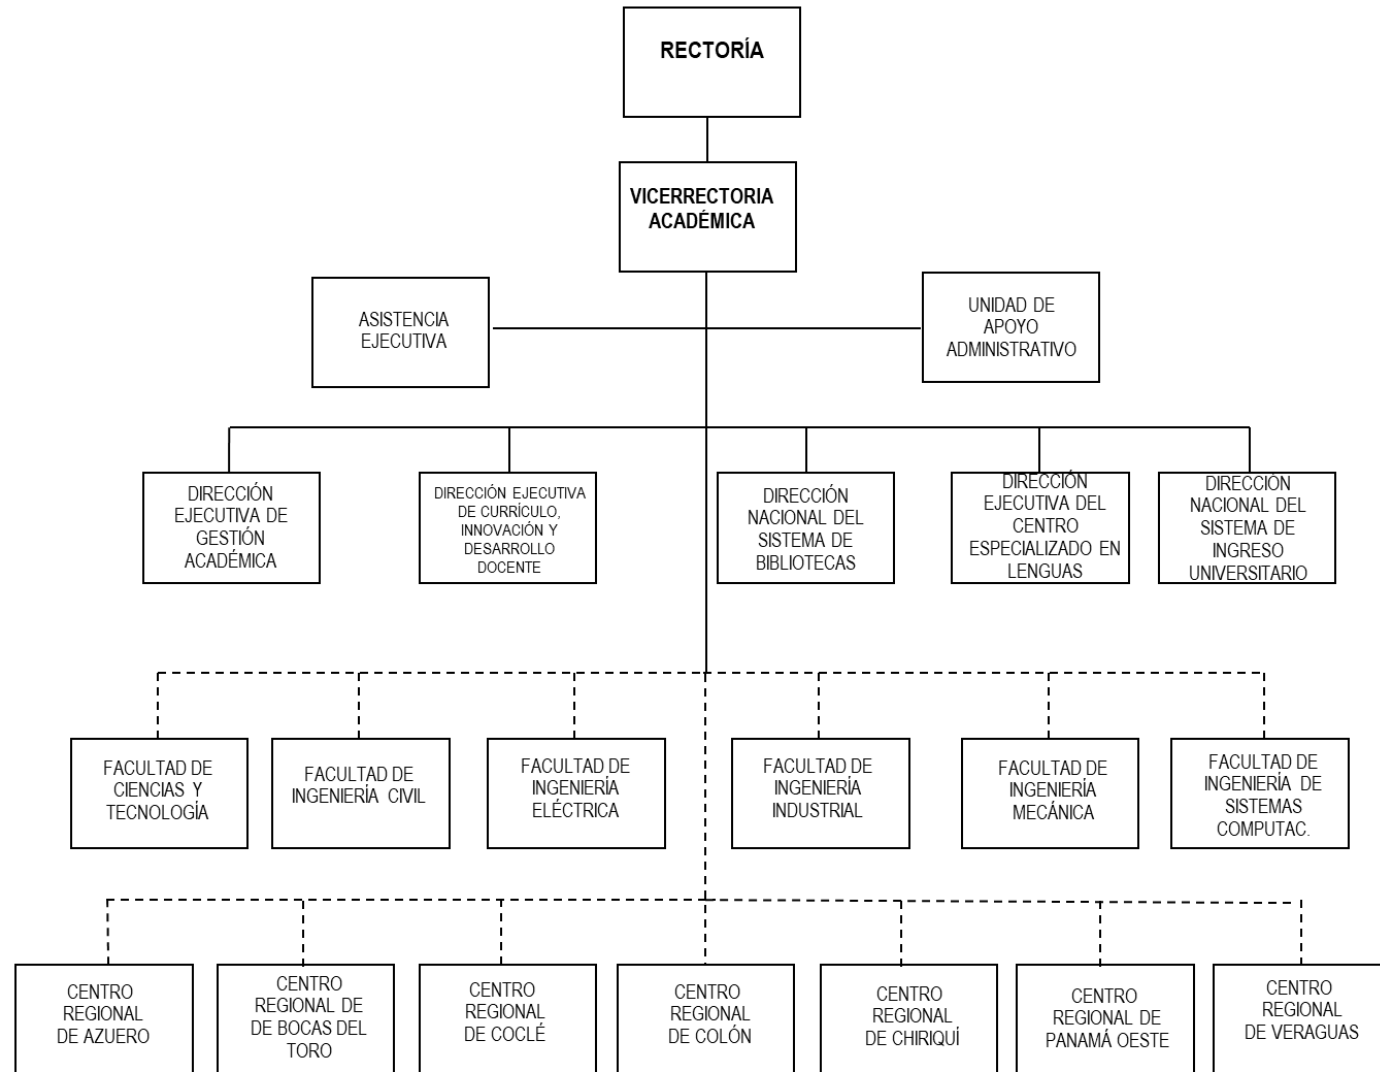 RECTORÍA
VICERRECTORIA
ACADÉMICA
ASISTENCIA
EJECUTIVA
UNIDAD DE
APOYO
ADMINISTRATIVO
DIRECCIÓN
EJECUTIVA DE
GESTIÓN
ACADÉMICA
DIRECCIÓN EJECUTIVA
DE CURRÍCULO,
INNOVACIÓN Y
DESARROLLO
DOCENTE
DIRECCIÓN
NACIONAL DEL
SISTEMA DE
BIBLIOTECAS
DIRECCIÓN
EJECUTIVA DEL
CENTRO
ESPECIALIZADO EN
LENGUAS
DIRECCIÓN
NACIONAL DEL
SISTEMA DE
INGRESO
UNIVERSITARIO
FACULTAD DE
CIENCIAS Y
TECNOLOGÍA
FACULTAD DE
INGENIERÍA CIVIL
FACULTAD DE
INGENIERÍA
ELÉCTRICA
FACULTAD DE
INGENIERÍA
INDUSTRIAL
FACULTAD DE
INGENIERÍA
MECÁNICA
FACULTAD DE
INGENIERÍA DE
SISTEMAS
COMPUTAC.
CENTRO
REGIONAL
DE AZUERO
CENTRO
REGIONAL DE
DE BOCAS DEL
TORO
CENTRO
REGIONAL
DE COCLÉ
CENTRO
REGIONAL
DE COLÓN
CENTRO
REGIONAL
DE CHIRIQUÍ
CENTRO
REGIONAL DE
PANAMÁ OESTE
CENTRO
REGIONAL
DE VERAGUAS